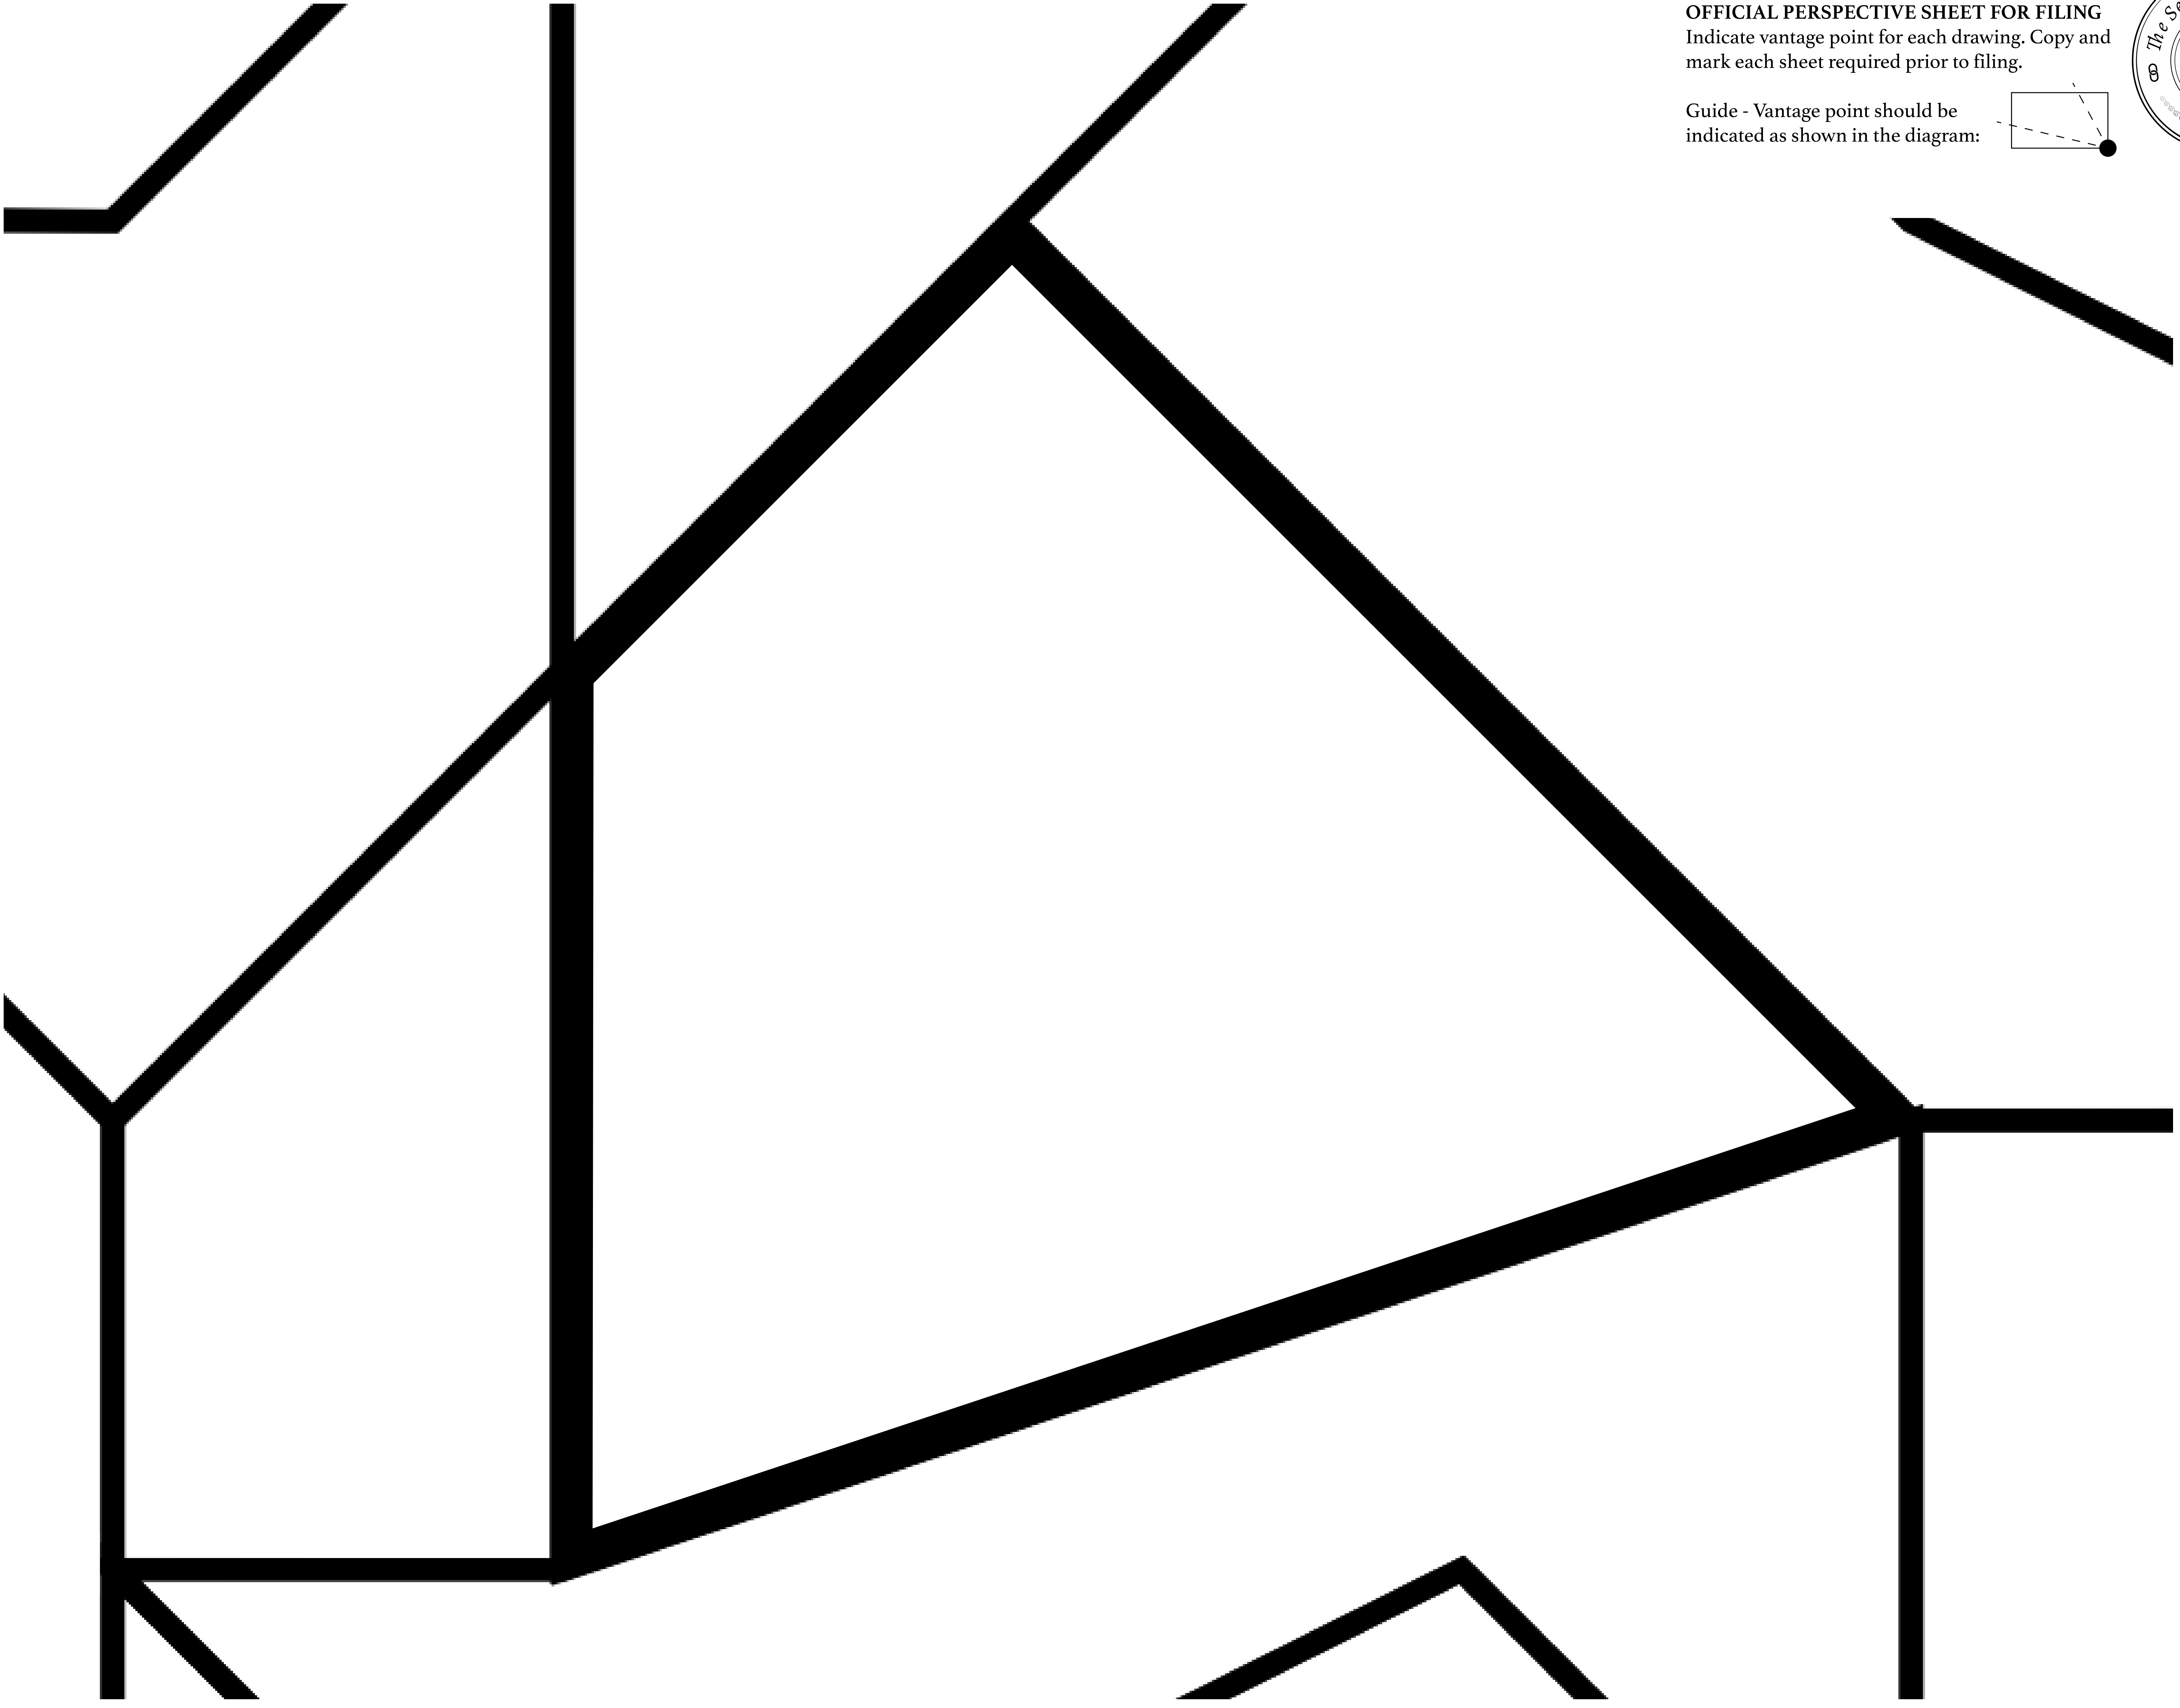 OFFICIAL PERSPECTIVE SHEET FOR FILING
Indicate vantage point for each drawing. Copy and
mark each sheet required prior to filing.
Guide - Vantage point should be
indicated as shown in the diagram:
The